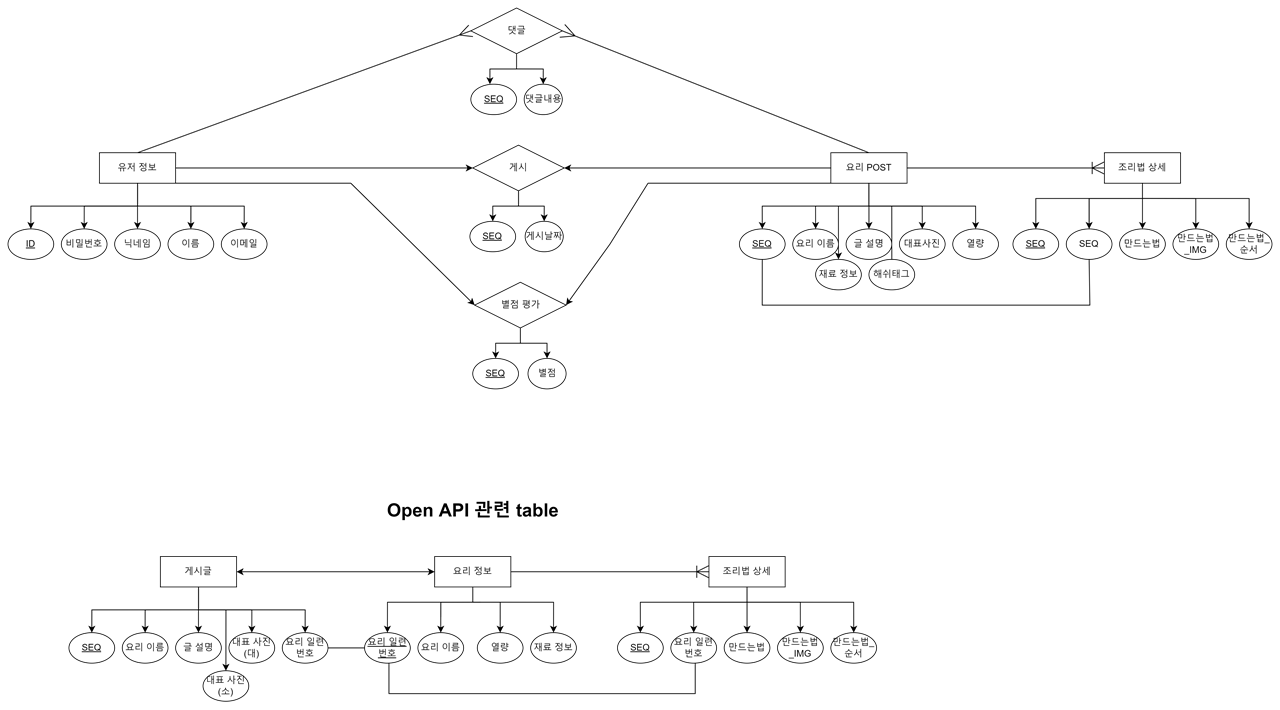 댓글
SEQ
댓글내용
유저 정보
게시
요리 POST
조리법 상세
ID
비밀번호
닉네임
이름
이메일
SEQ
게시날짜
SEQ
요리 이름
글 설명
대표사진
열량
재료 정보
해쉬태그
SEQ
SEQ
만드는법
만드는법
_IMG
만드는법_
순서
별점 평가
SEQ
별점
Open API 관련 table
게시글
요리 정보
조리법 상세
SEQ
요리 이름
글 설명
대표 사진
(대)
요리 일련
번호
대표 사진
(소)
요리 일련
번호
요리 이름
열량
재료 정보
SEQ
요리 일련
번호
만드는법
만드는법
_IMG
만드는법_
순서